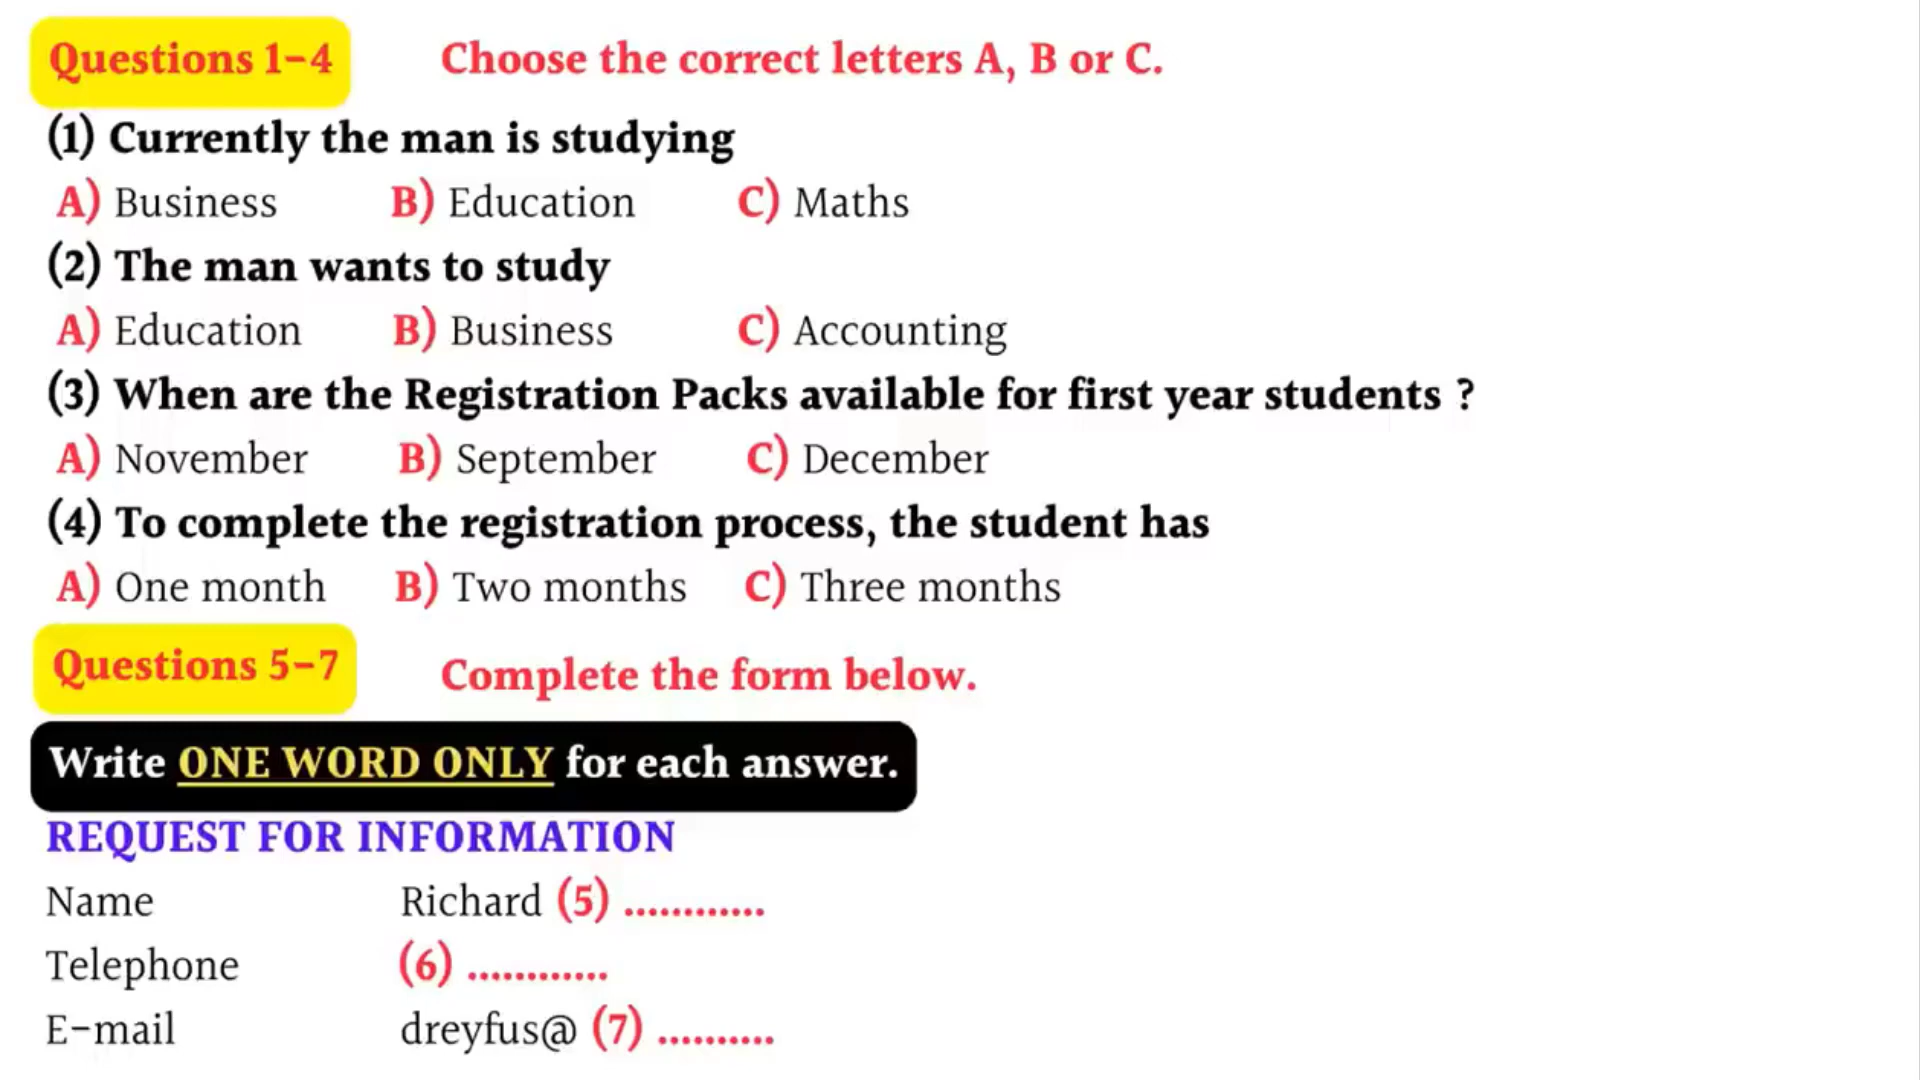 Questions 1–4 Choose the correct letters A, B or C.
(1) Currently the man is studying
A) Business B) Education C) Maths
(2) The man wants to study
A) Education B) Business C) Accounting
(3) When are the Registration Packs available for first year students ?
A) November B) September C) December
(4) To complete the registration process, the student has
A) One month B) Two months C) Three months
Questions 5–7 Complete the form below.
Write ONE WORD ONLY for each answer.
REQUEST FOR INFORMATION
Name Richard (5) ............
Telephone (6) ............
E-mail dreyfus@ (7) ..........